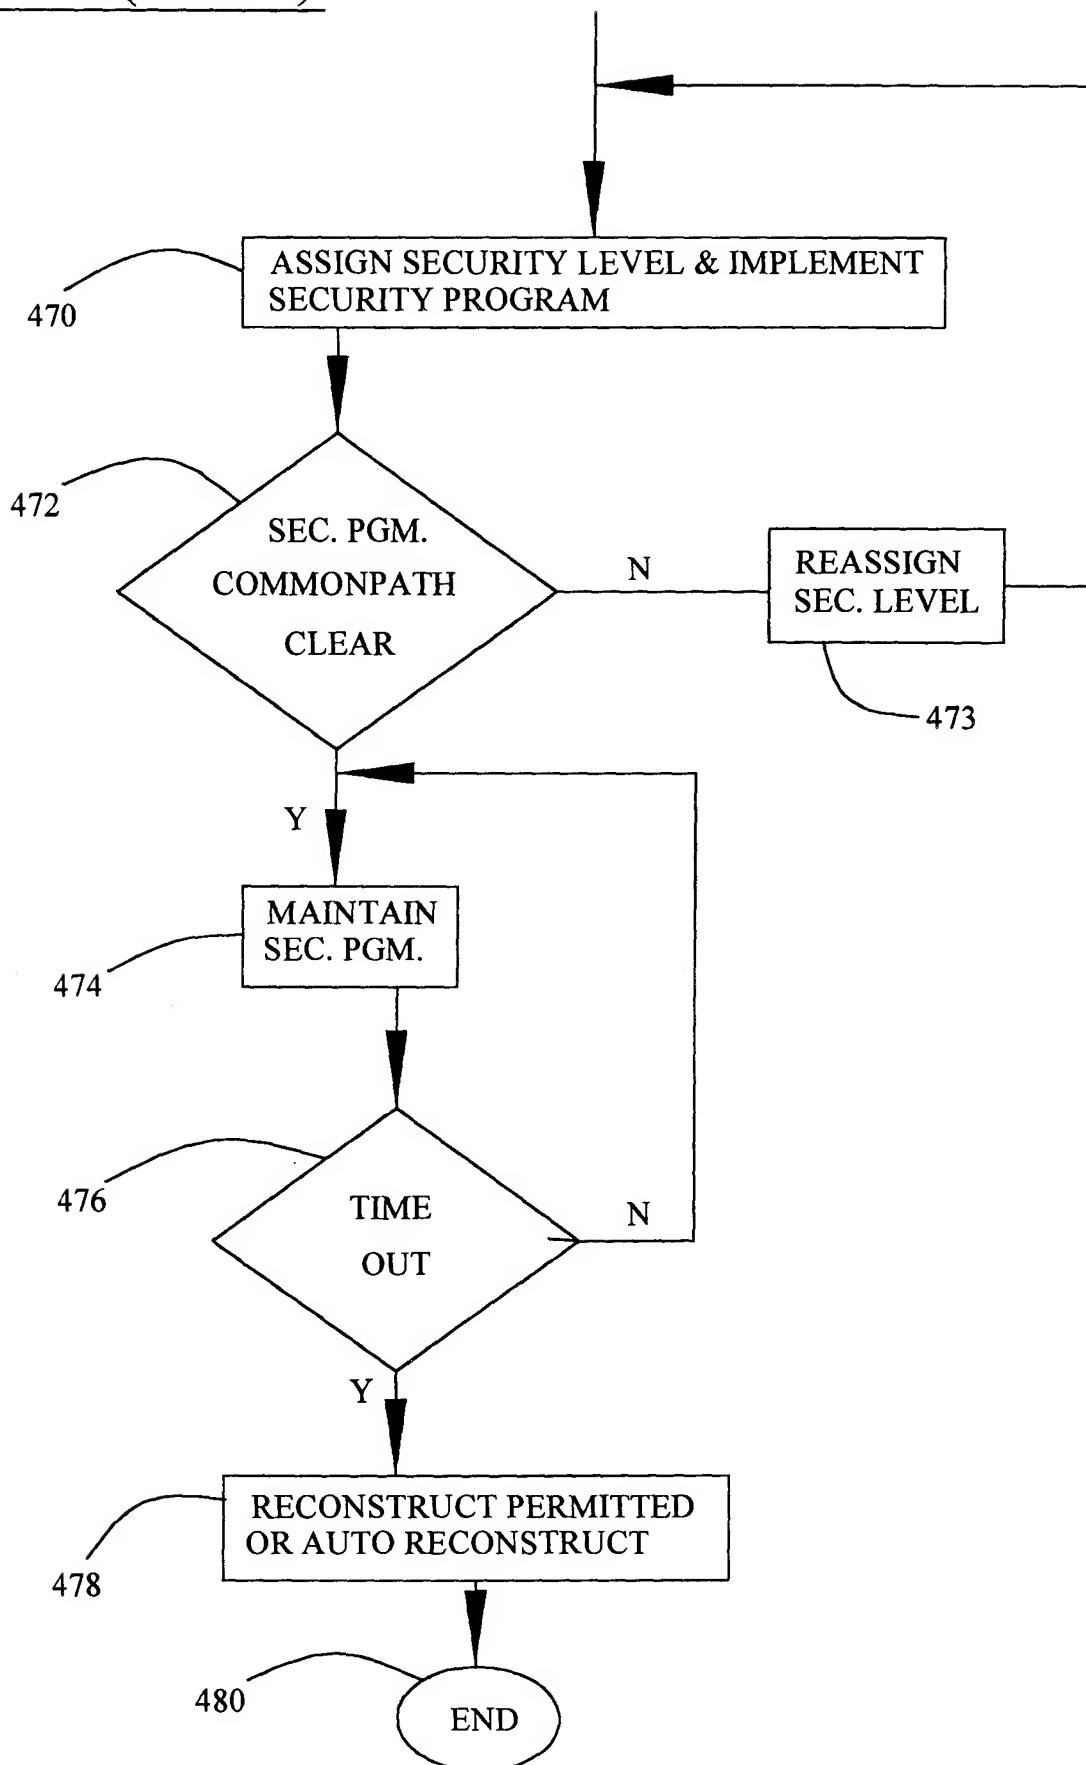 ASSIGN SECURITY LEVEL & IMPLEMENT
SECURITY PROGRAM
470
472
SEC. PGM.
COMMONPATH
CLEAR
N
REASSIGN
SEC. LEVEL
473
Y
MAINTAIN
SEC. PGM.
474
476
TIME
OUT
N
Y
RECONSTRUCT PERMITTED
OR AUTO RECONSTRUCT
478
480
END